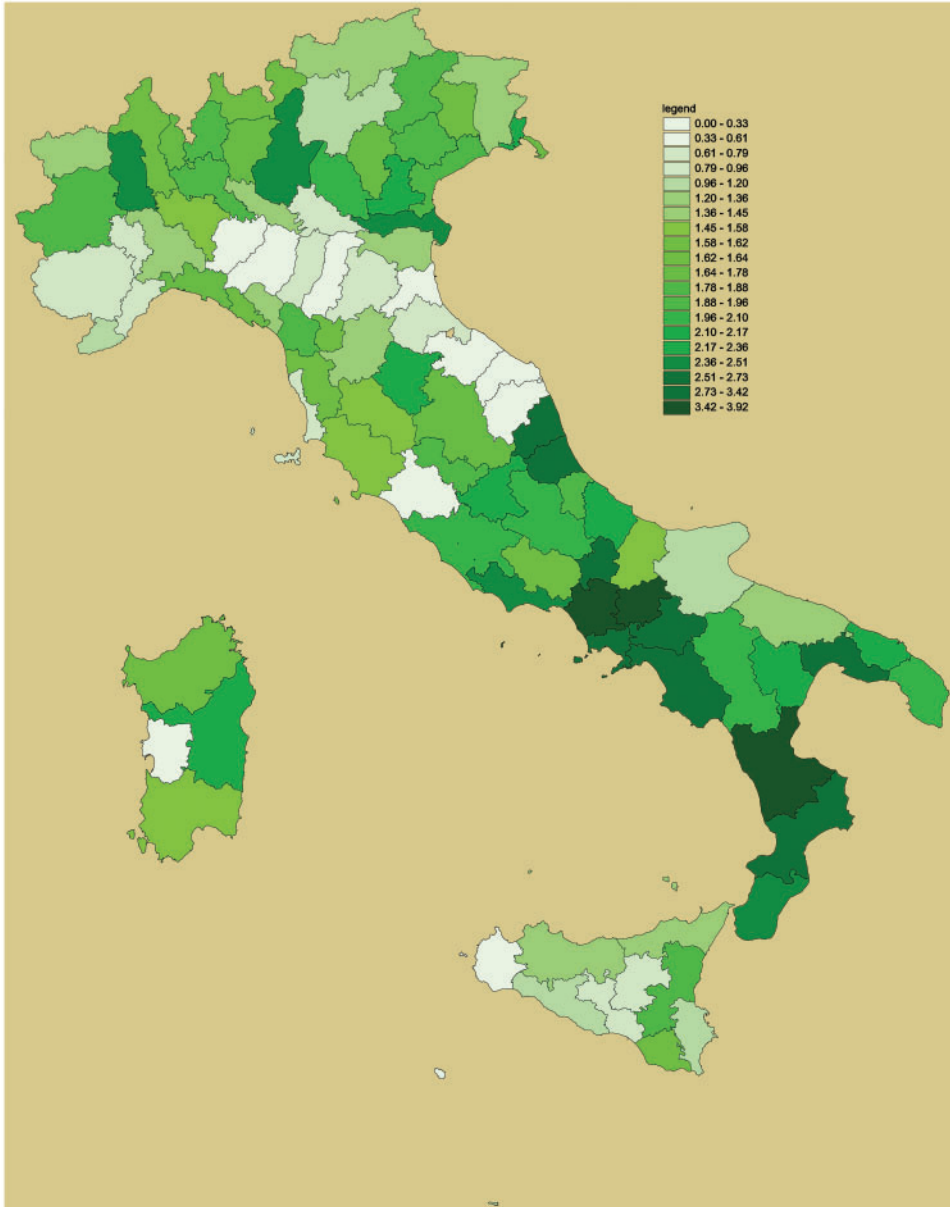 legend
0.00 - 0.33
0.33 - 0.61
0.61 - 0.79
0.79 - 0.96
0.96 - 1.20
1.20 - 1.36
1.36 - 1.45
1.45 - 1.58
1.58 - 1.62
1.62 - 1.64
1.64 - 1.78
1.78 - 1.88
1.88 - 1.96
1.96 - 2.10
2.10 - 2.17
2.17 - 2.36
2.36 - 2.51
2.51 - 2.73
2.73 - 3.42
3.42 - 3.92